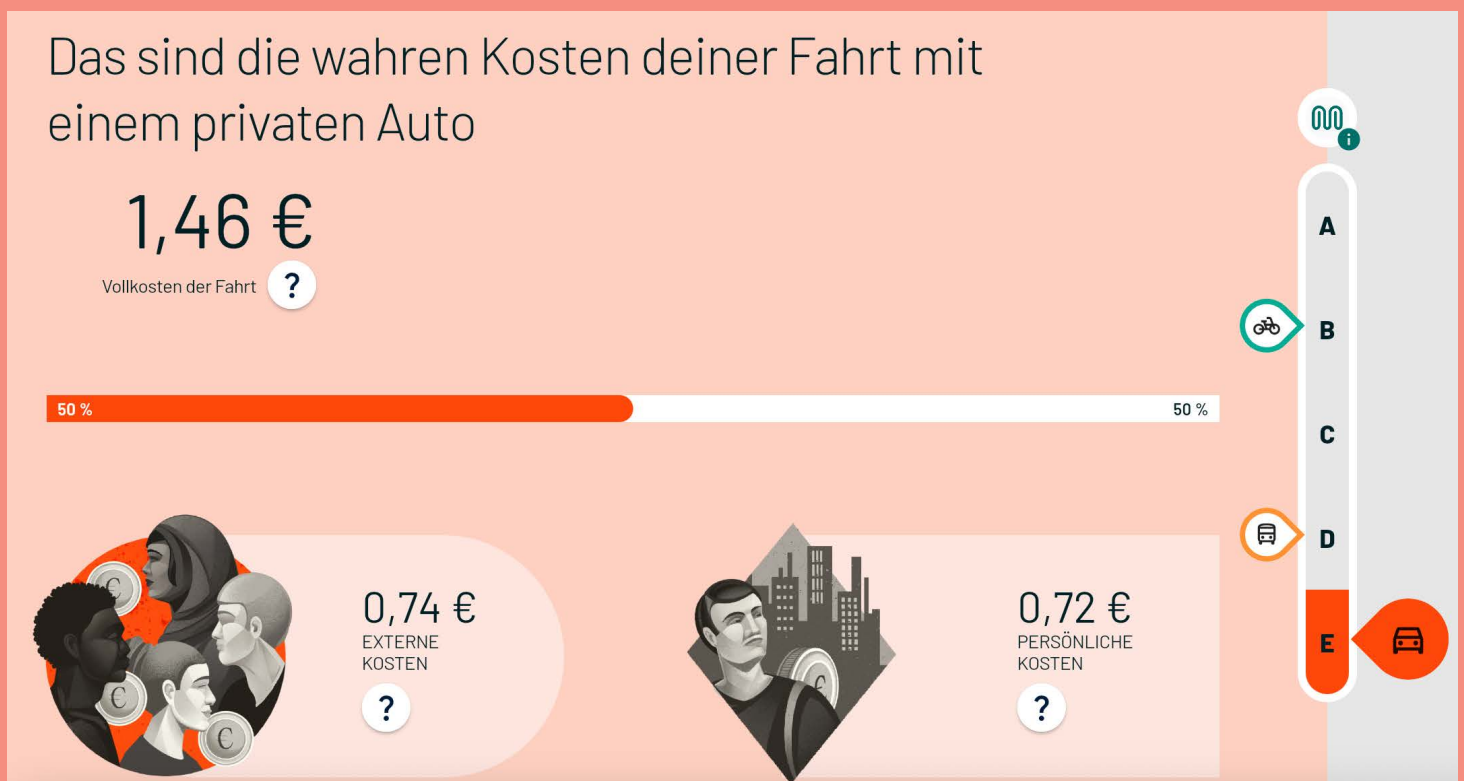 Das sind die wahren Kosten deiner Fahrt mit
einem privaten Auto
1,46 €
Vollkosten der Fahrt ?
50 % 50 %
0,74 €
EXTERNE
KOSTEN
?
0,72 €
PERSÖNLICHE
KOSTEN
?
i
A
B
C
D
E
€
€
€
€